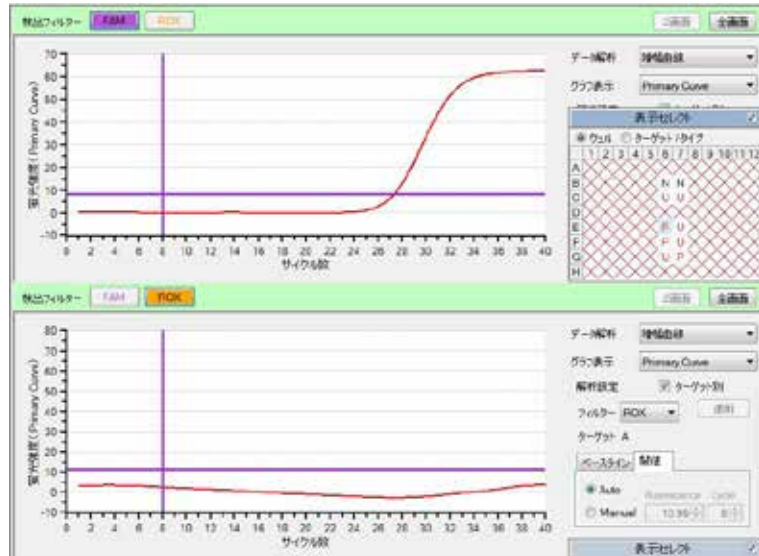 検出フィルター FAM ROX 2画面 全画面
70
60
50
40
30
20
10
0
-10
蛍光強度 (Primary Curve)
0 2 4 6 8 10 12 14 16 18 20 22 24 26 28 30 32 34 36 38 40
サイクル数
データ解析 増幅曲線
グラフ表示 Primary Curve
表示セレクト
ウェル ターゲット/タイプ
1 2 3 4 5 6 7 8 9 10 11 12
A
B N N
C U U
D
E P U
F P U
G U P
H
検出フィルター FAM ROX 2画面 全画面
80
70
60
50
40
30
20
10
0
-10
蛍光強度 (Primary Curve)
0 2 4 6 8 10 12 14 16 18 20 22 24 26 28 30 32 34 36 38 40
サイクル数
データ解析 増幅曲線
グラフ表示 Primary Curve
解析設定 ターゲット別
フィルター ROX 適用
ターゲット A
ベースライン 閾値
Auto Fluorescence Cycle
Manual 10.99 8
表示セレクト